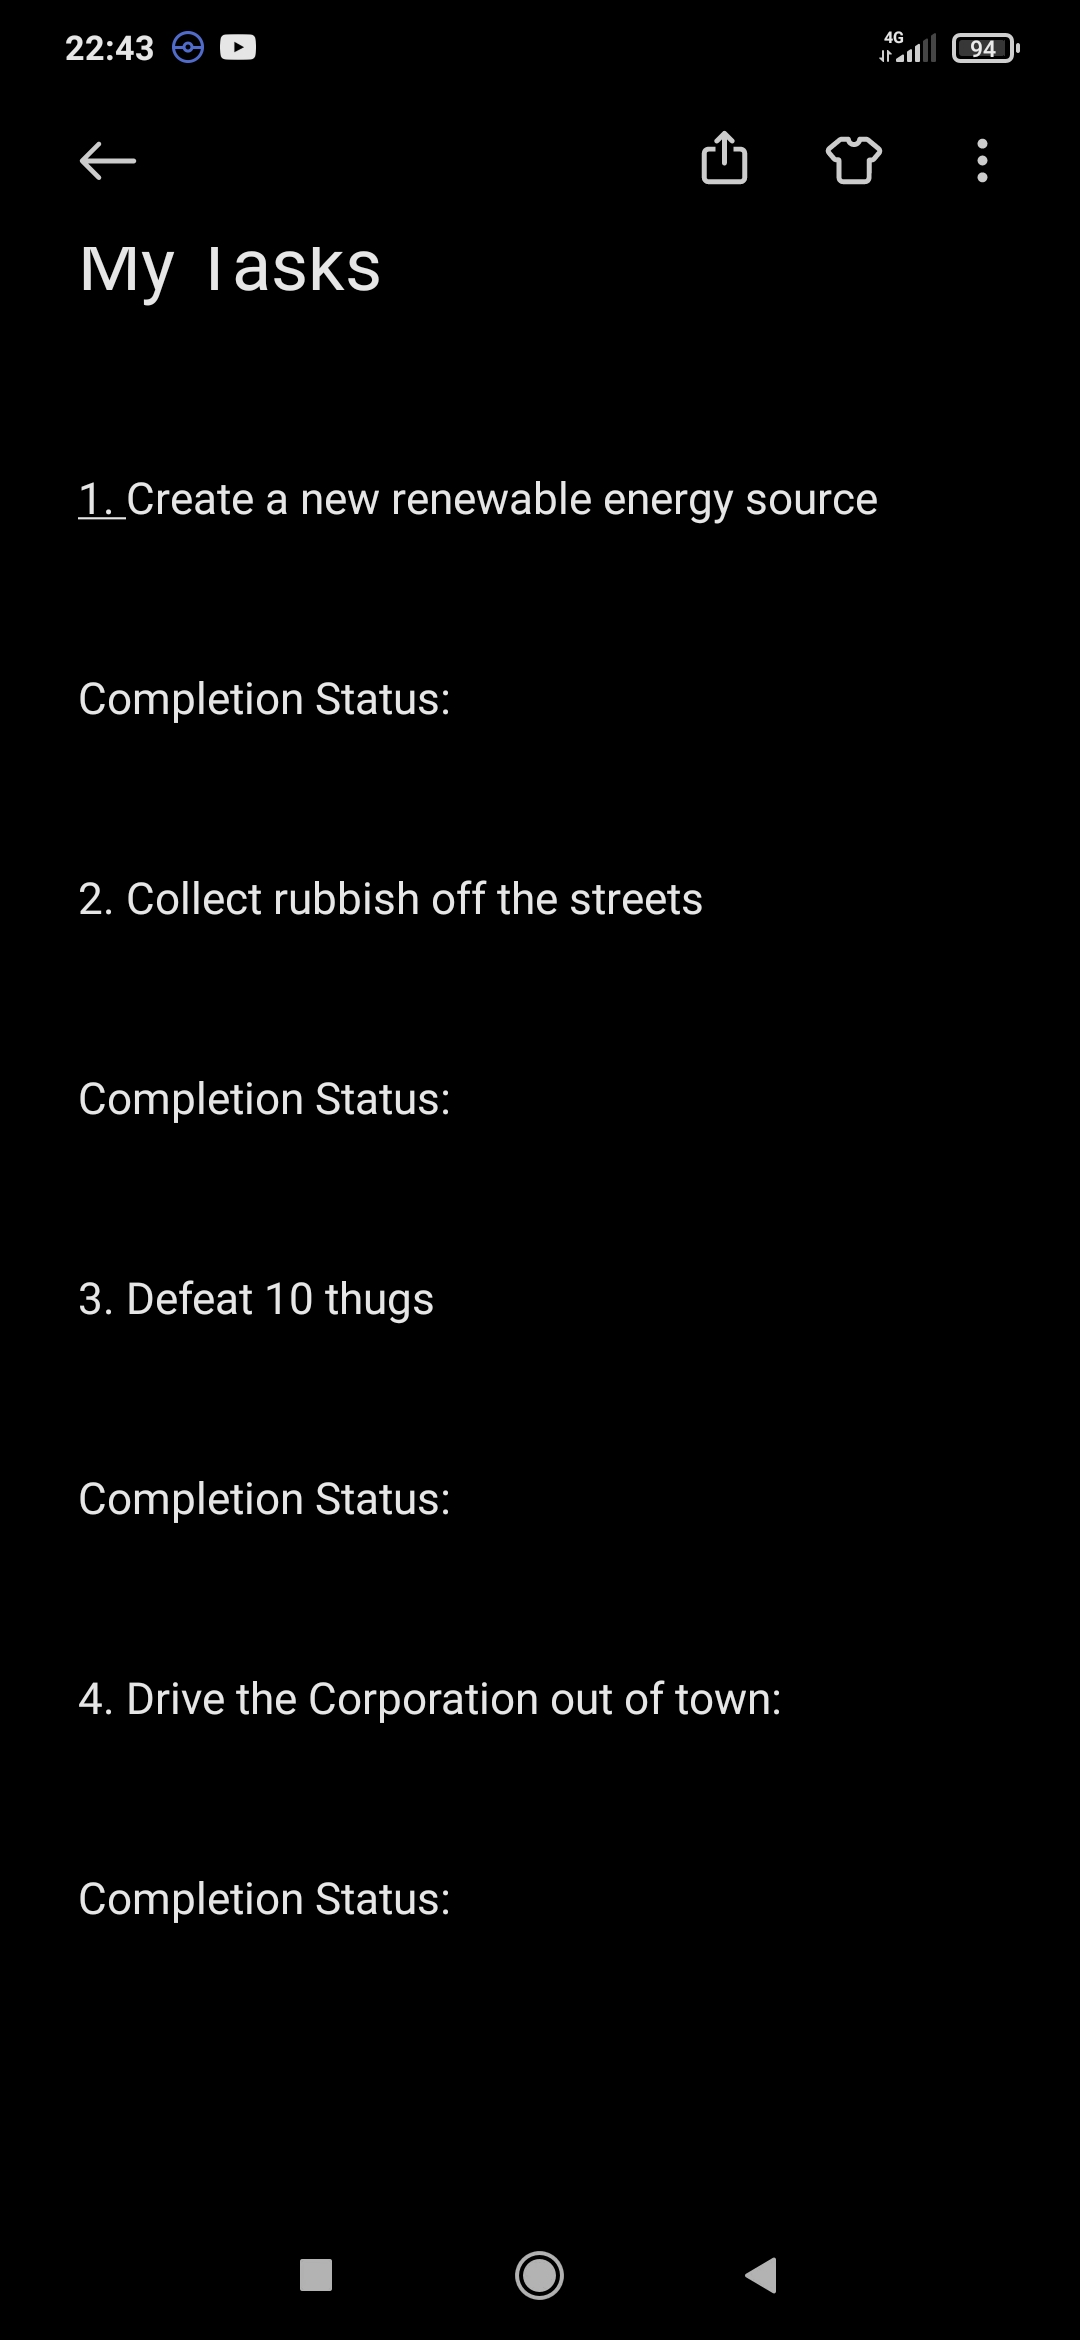 22:43
4G
94
My Tasks
1. Create a new renewable energy source
Completion Status:
2. Collect rubbish off the streets
Completion Status:
3. Defeat 10 thugs
Completion Status:
4. Drive the Corporation out of town:
Completion Status: